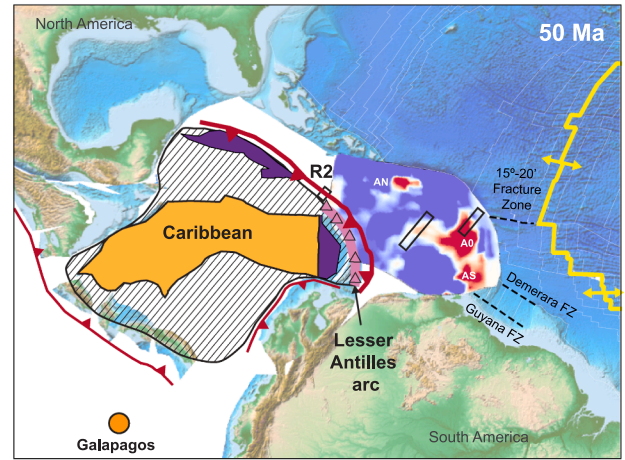 North America
50 Ma
R2
AN
15º-20'
Fracture
Zone
Caribbean
A0
AS
Demerara FZ
Guyana FZ
Lesser
Antilles
arc
Galapagos
South America